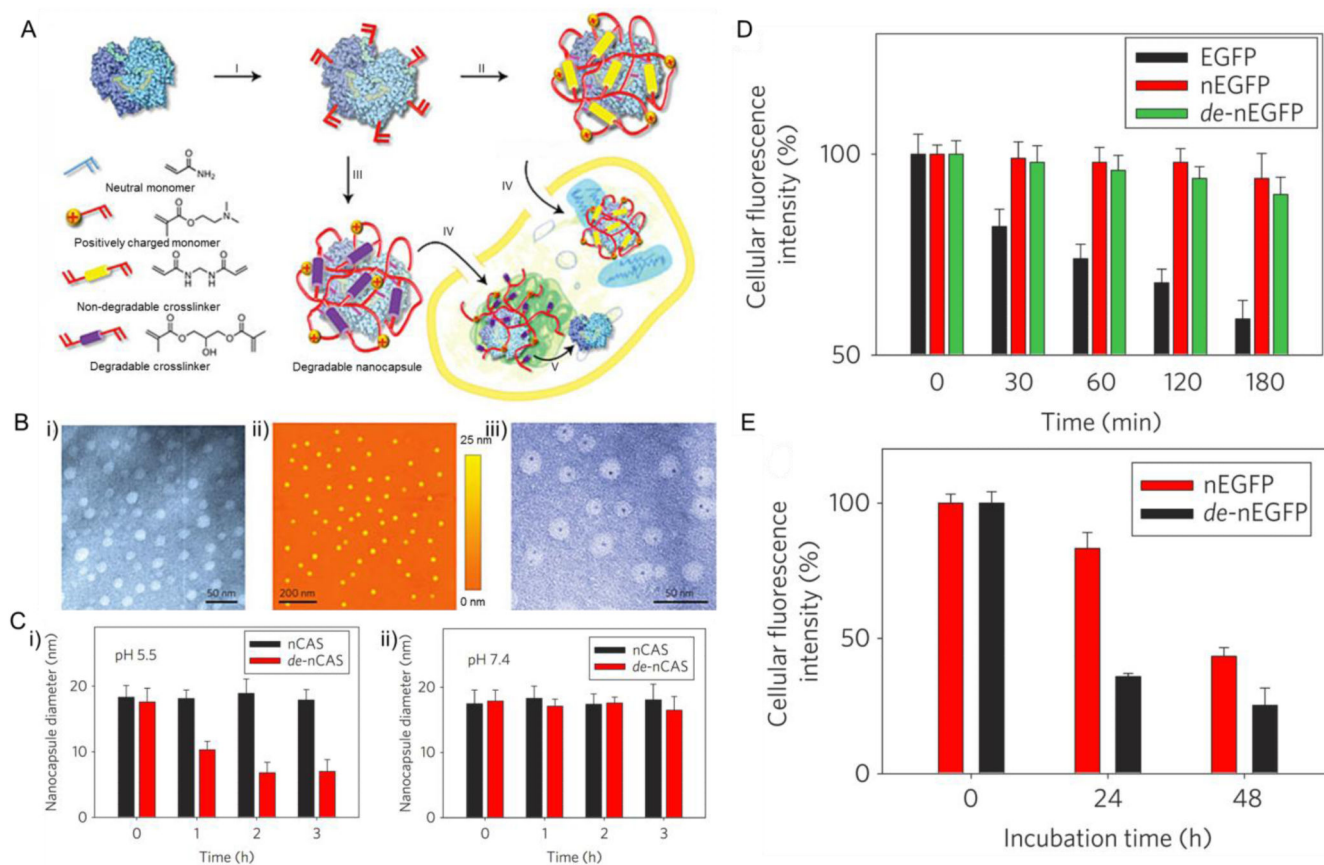 A
I
II
III
IV
IV
V
NH2
Neutral monomer
O
N
Positively charged monomer
O
O
N
H
N
H
Non-degradable crosslinker
O
O
O
O
OH
Degradable crosslinker
Degradable nanocapsule
B
i)
50 nm
ii)
200 nm
25 nm
0 nm
iii)
50 nm
C
i)
Nanocapsule diameter (nm)
pH 5.5
nCAS
de-nCAS
20
10
0
0 1 2 3
Time (h)
ii)
Nanocapsule diameter (nm)
pH 7.4
nCAS
de-nCAS
20
10
0
0 1 2 3
Time (h)
D
Cellular fluorescence
intensity (%)
EGFP
nEGFP
de-nEGFP
100
50
0 30 60 120 180
Time (min)
E
Cellular fluorescence
intensity (%)
nEGFP
de-nEGFP
100
50
0
0 24 48
Incubation time (h)